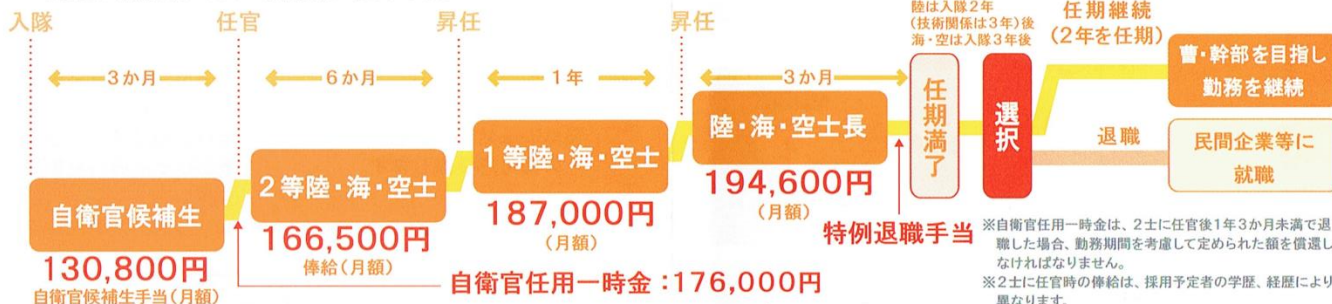 入隊
任官
昇任
昇任
陸は入隊2年
(技術関係は3年)後
海・空は入隊3年後
任期継続
(2年を任期)
3か月
6か月
1年
3か月
自衛官候補生
130,800円
自衛官候補生手当(月額)
2等陸・海・空士
166,500円
俸給(月額)
1等陸・海・空士
187,000円
(月額)
陸・海・空士長
194,600円
(月額)
自衛官任用一時金:176,000円
特例退職手当
任期満了
選択
曹・幹部を目指し
勤務を継続
退職
民間企業等に
就職
※自衛官任用一時金は、2士に任官後1年3か月未満で退
職した場合、勤務期間を考慮して定められた額を償還し
なければなりません。
※2士に任官時の俸給は、採用予定者の学歴、経歴により
異なります。